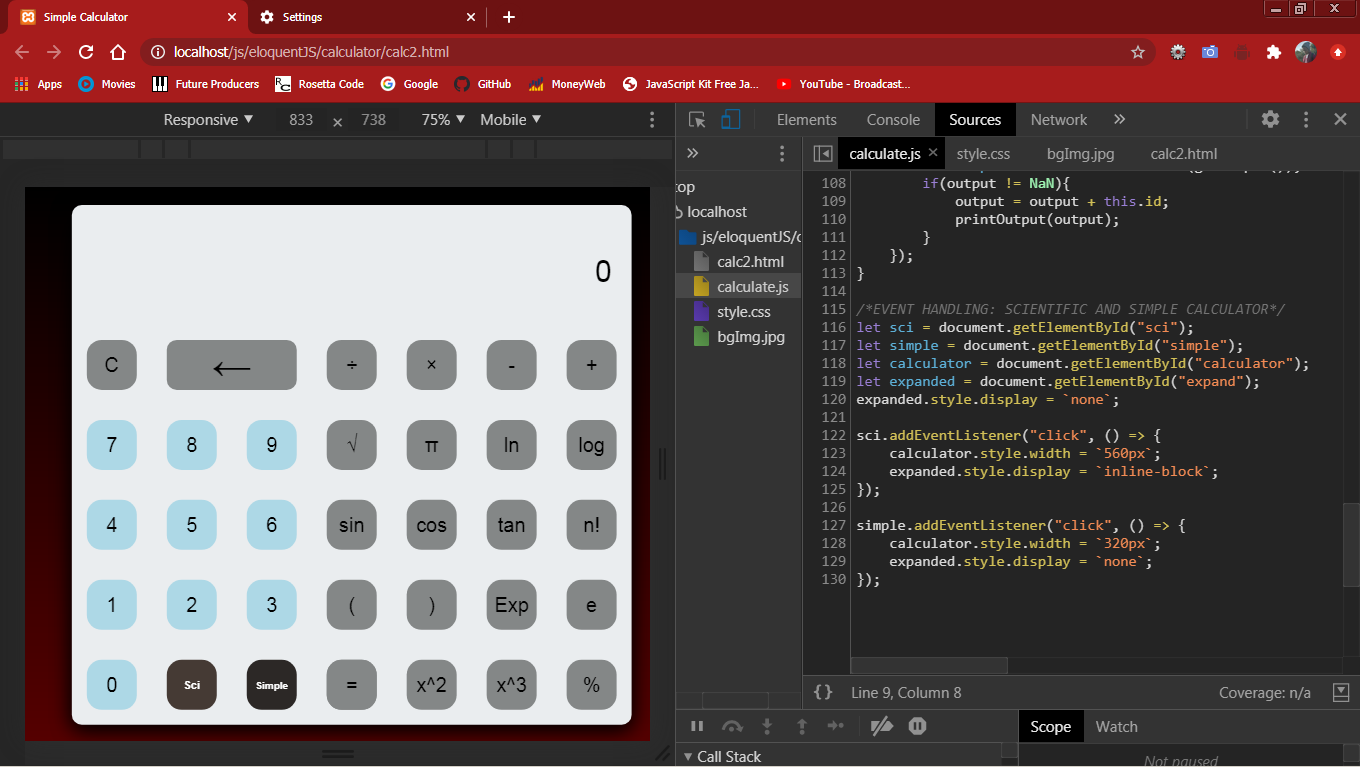 Simple Calculator
Settings
localhost/js/eloquentJS/calculator/calc2.html
Apps Movies Future Producers Rosetta Code Google GitHub MoneyWeb JavaScript Kit Free Ja... YouTube - Broadcast...
Responsive ▼ 833 × 738 75% ▼ Mobile ▼
0
C ← ÷ × - +
7 8 9 √ π ln log
4 5 6 sin cos tan n!
1 2 3 ( ) Exp e
0 Sci Simple = x^2 x^3 %
Elements Console Sources Network »
» calculate.js × style.css bgImg.jpg calc2.html
top
localhost
js/eloquentJS/c
calc2.html
calculate.js
style.css
bgImg.jpg
108 if(output != NaN){
109 output = output + this.id;
110 printOutput(output);
111 }
112 });
113 }
114
115 /*EVENT HANDLING: SCIENTIFIC AND SIMPLE CALCULATOR*/
116 let sci = document.getElementById("sci");
117 let simple = document.getElementById("simple");
118 let calculator = document.getElementById("calculator");
119 let expanded = document.getElementById("expand");
120 expanded.style.display = `none`;
121
122 sci.addEventListener("click", () => {
123 calculator.style.width = `560px`;
124 expanded.style.display = `inline-block`;
125 });
126
127 simple.addEventListener("click", () => {
128 calculator.style.width = `320px`;
129 expanded.style.display = `none`;
130 });
{} Line 9, Column 8 Coverage: n/a
Scope Watch
▼ Call Stack
Not paused